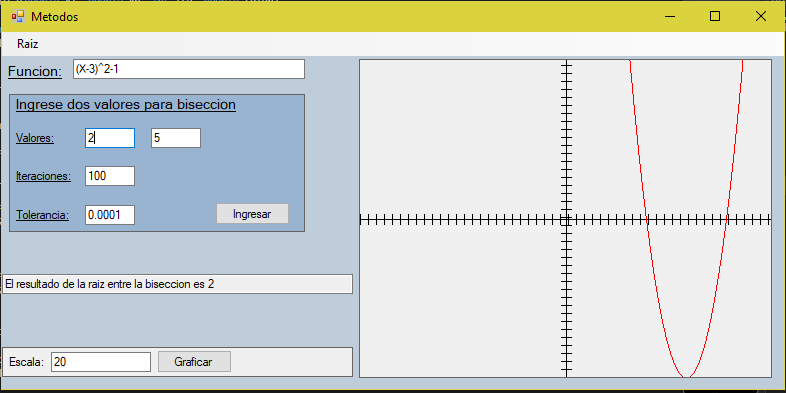 Metodos
Raiz
Funcion: (X-3)^2-1
Ingrese dos valores para biseccion
Valores: 2 5
Iteraciones: 100
Tolerancia: 0.0001 Ingresar
El resultado de la raiz entre la biseccion es 2
Escala: 20 Graficar